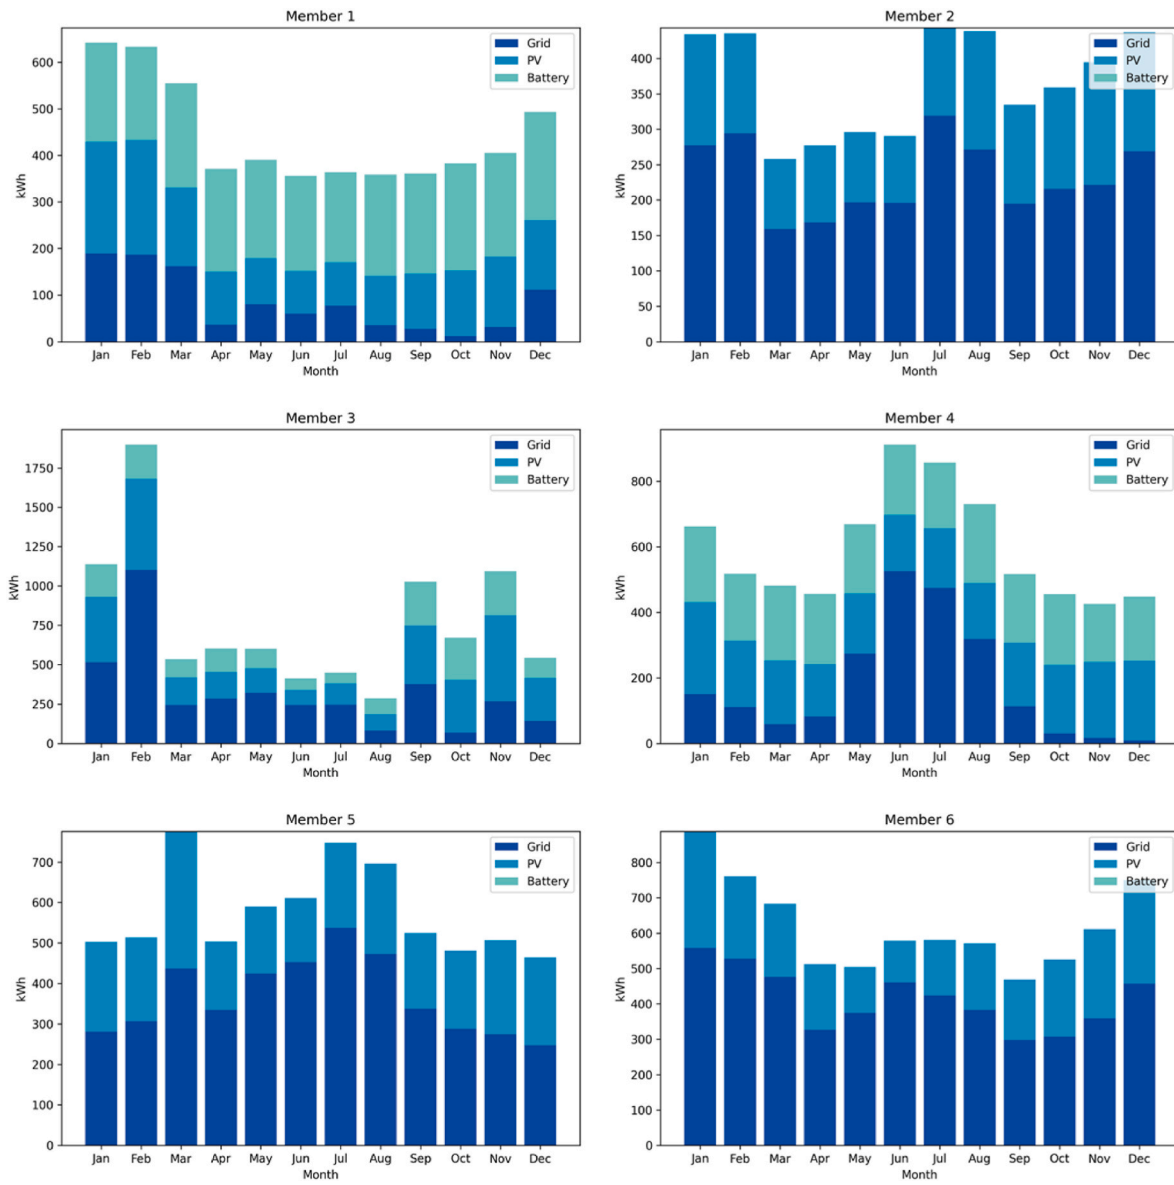 Member 1
600
500
400
300
200
100
0
kWh
Grid
PV
Battery
Jan Feb Mar Apr May Jun Jul Aug Sep Oct Nov Dec
Month
Member 2
400
350
300
250
200
150
100
50
0
kWh
Grid
PV
Battery
Jan Feb Mar Apr May Jun Jul Aug Sep Oct Nov Dec
Month
Member 3
1750
1500
1250
1000
750
500
250
0
kWh
Grid
PV
Battery
Jan Feb Mar Apr May Jun Jul Aug Sep Oct Nov Dec
Month
Member 4
800
600
400
200
0
kWh
Grid
PV
Battery
Jan Feb Mar Apr May Jun Jul Aug Sep Oct Nov Dec
Month
Member 5
700
600
500
400
300
200
100
0
kWh
Grid
PV
Battery
Jan Feb Mar Apr May Jun Jul Aug Sep Oct Nov Dec
Month
Member 6
800
700
600
500
400
300
200
100
0
kWh
Grid
PV
Battery
Jan Feb Mar Apr May Jun Jul Aug Sep Oct Nov Dec
Month